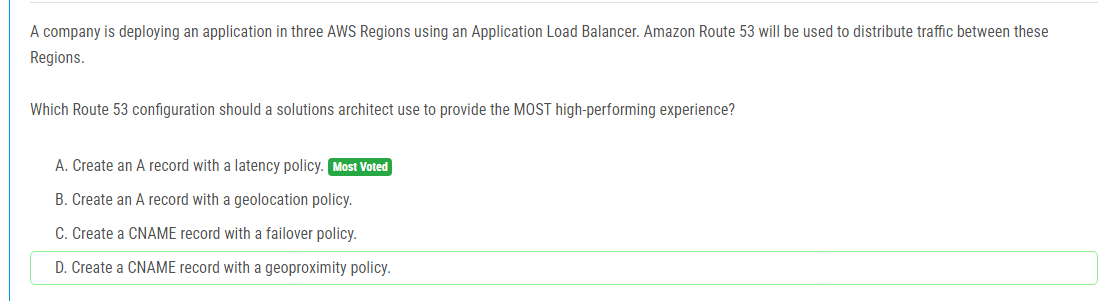 A company is deploying an application in three AWS Regions using an Application Load Balancer. Amazon Route 53 will be used to distribute traffic between these
Regions.
Which Route 53 configuration should a solutions architect use to provide the MOST high-performing experience?
A. Create an A record with a latency policy. Most Voted
B. Create an A record with a geolocation policy.
C. Create a CNAME record with a failover policy.
D. Create a CNAME record with a geoproximity policy.